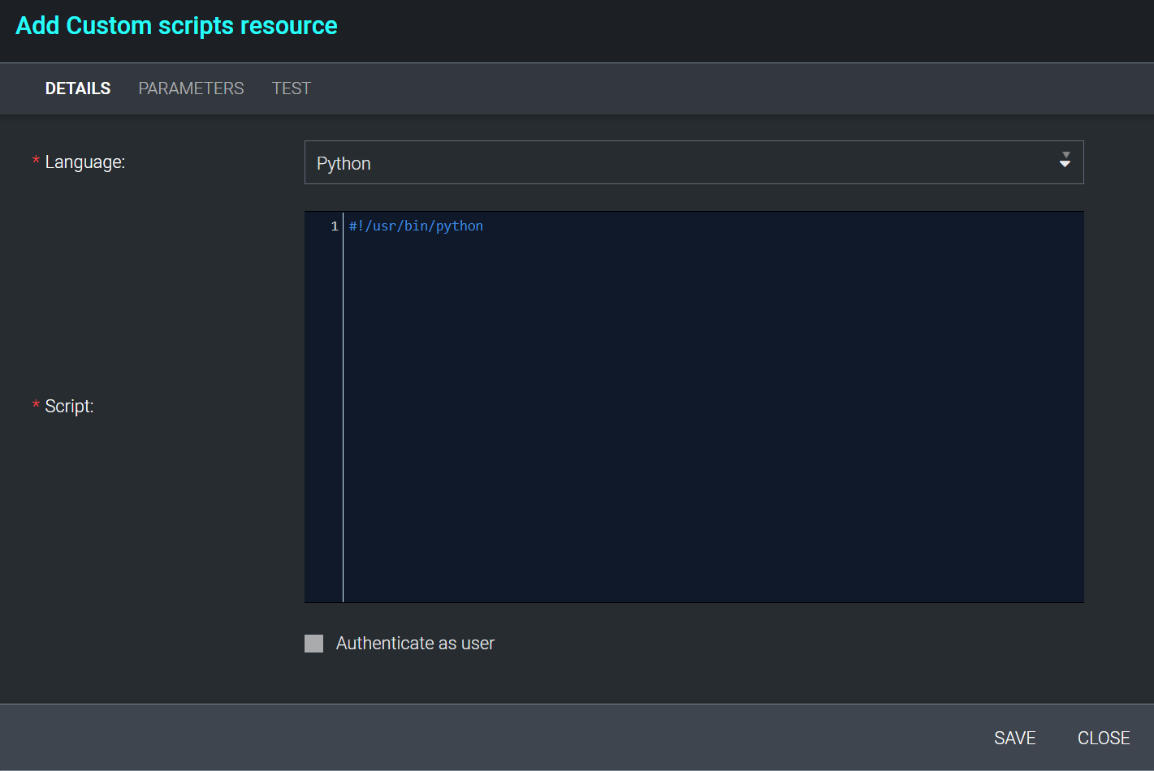 Add Custom scripts resource
DETAILS PARAMETERS TEST
* Language:
Python
1 #!/usr/bin/python
* Script:
Authenticate as user
SAVE CLOSE